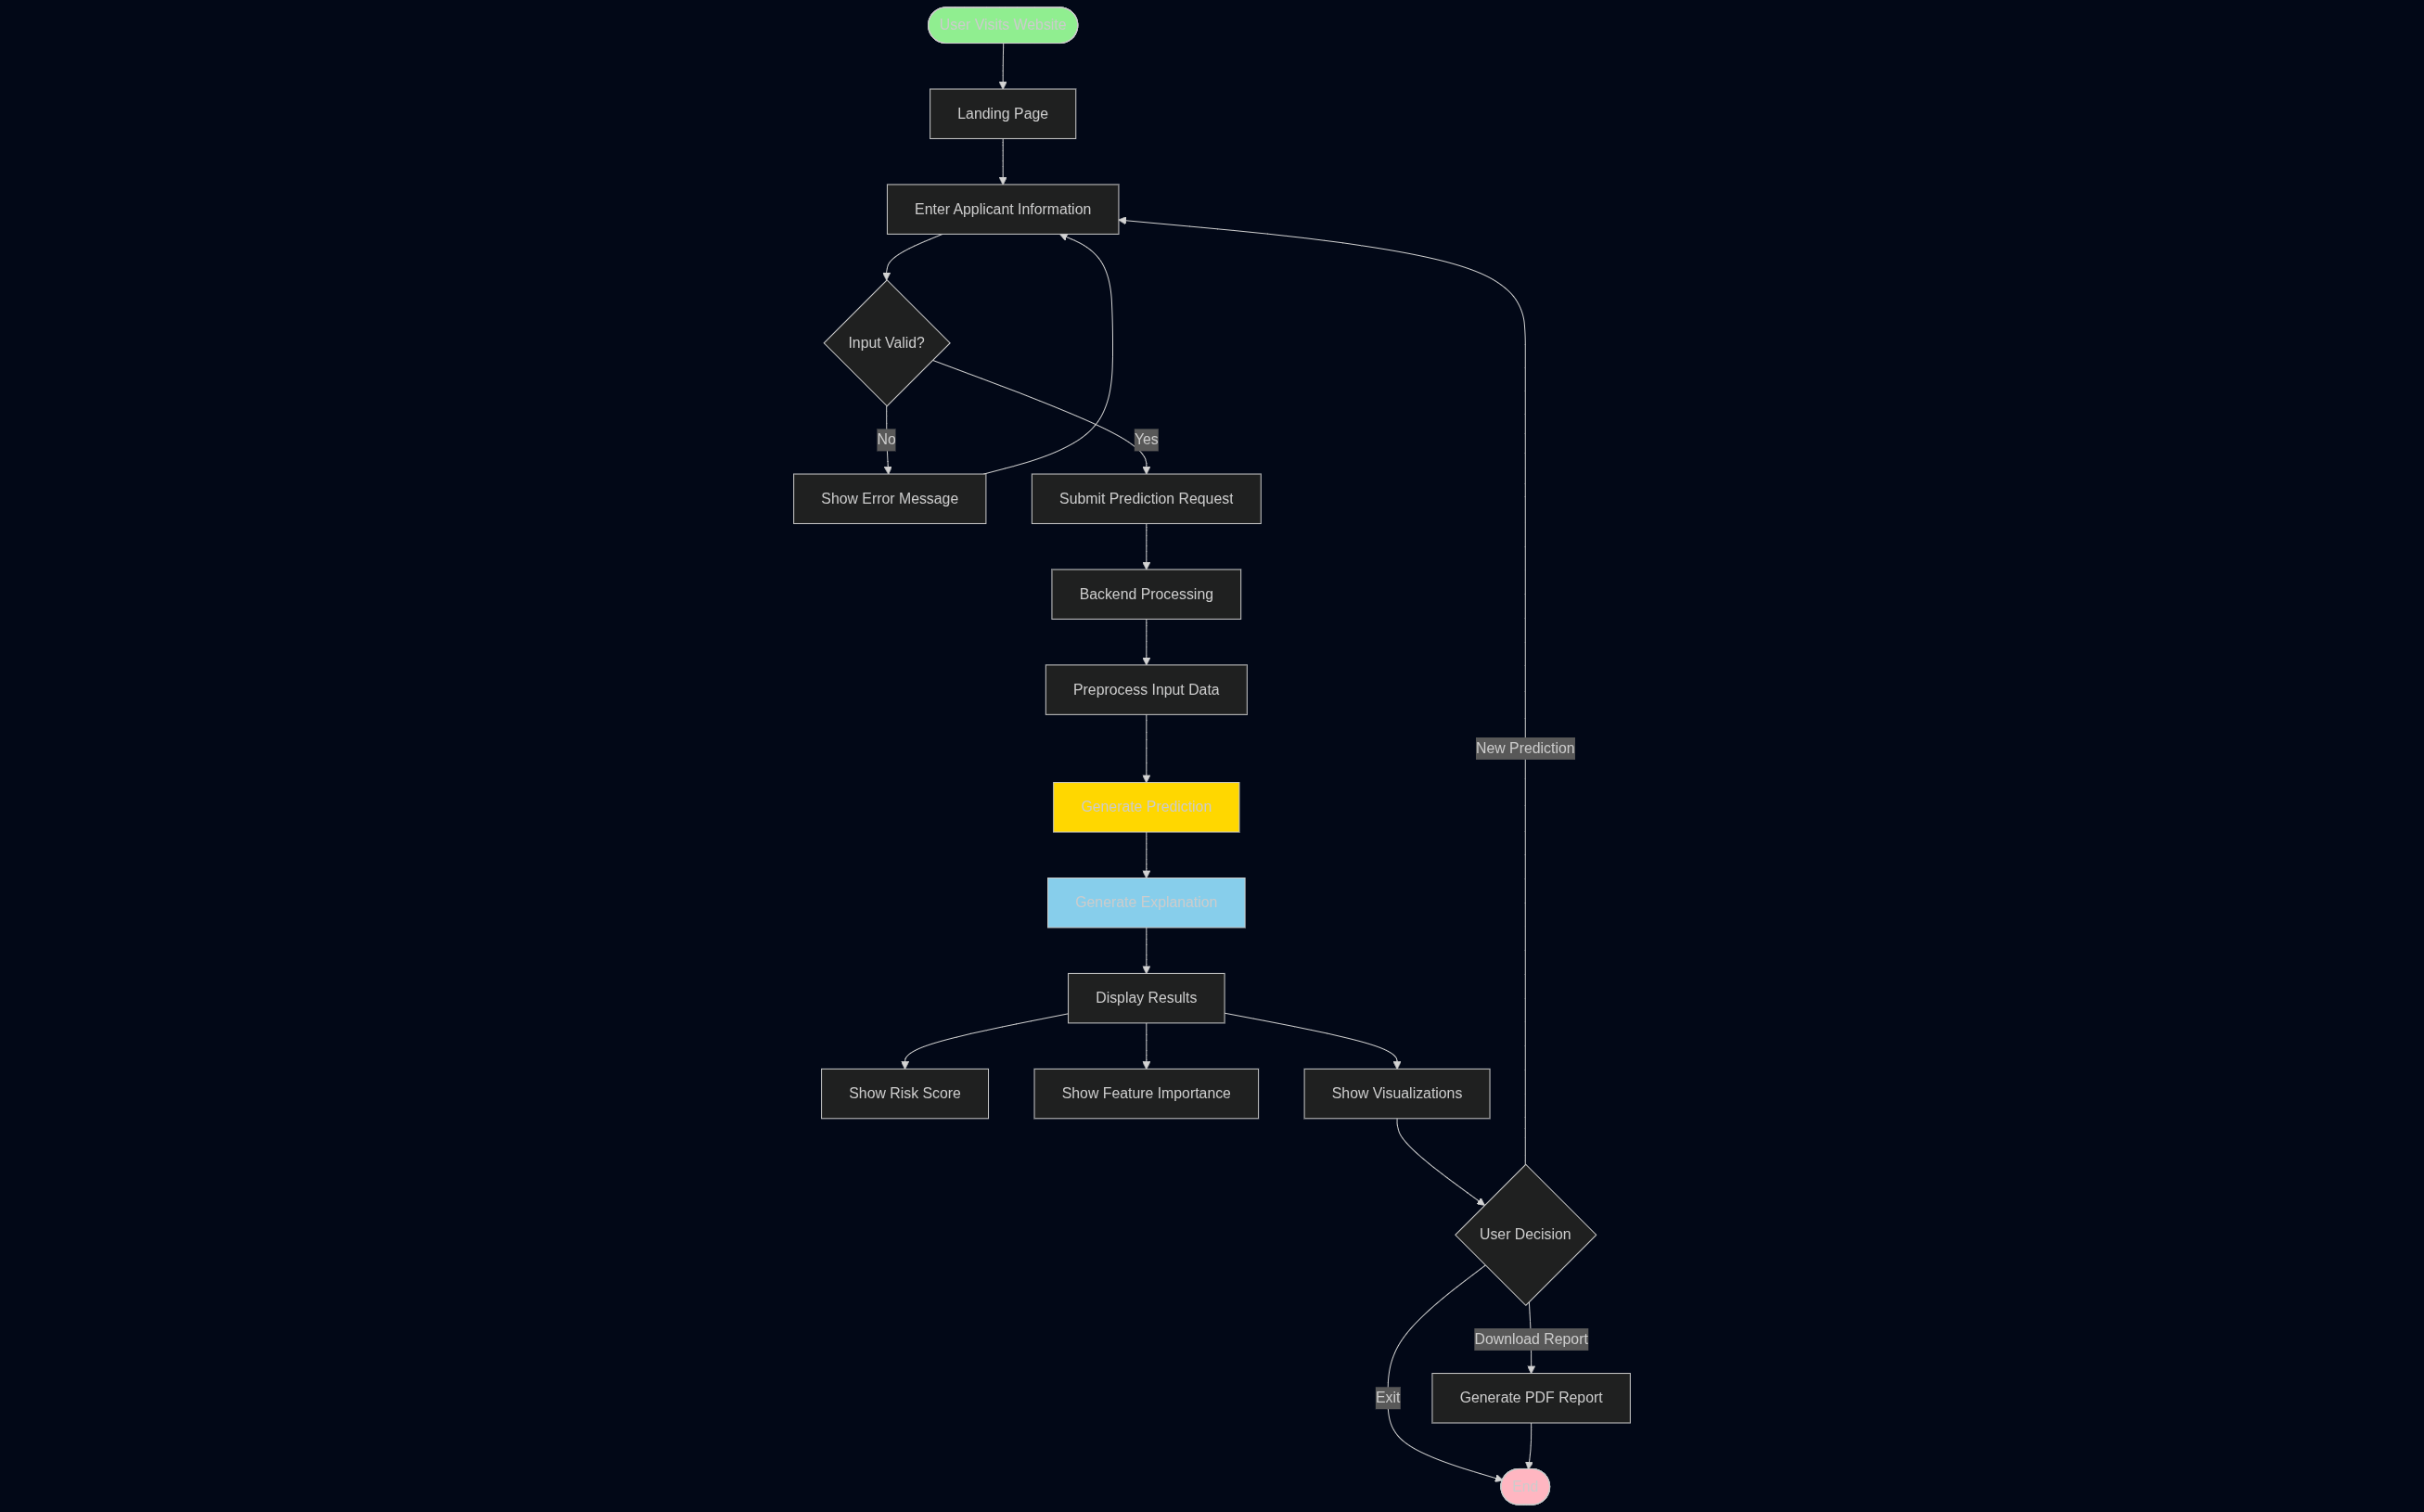 User Visits Website
Landing Page
Enter Applicant Information
Input Valid?
No
Yes
Show Error Message
Submit Prediction Request
Backend Processing
Preprocess Input Data
New Prediction
Generate Prediction
Generate Explanation
Display Results
Show Risk Score
Show Feature Importance
Show Visualizations
User Decision
Download Report
Exit
Generate PDF Report